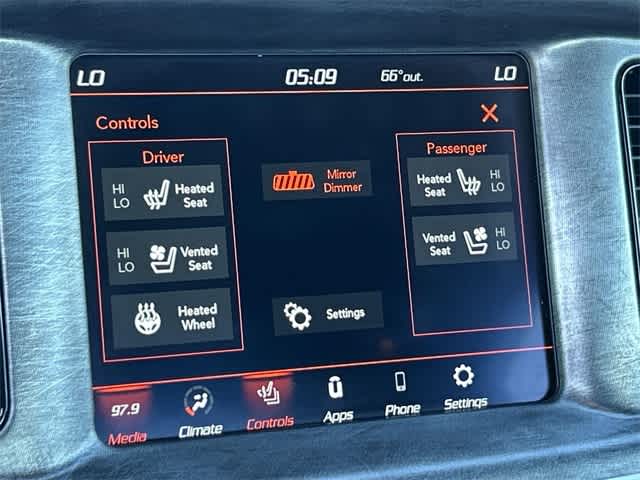 LO 05:09 66°out. LO
Controls
Driver
HI
LO
Heated
Seat
HI
LO
Vented
Seat
Heated
Wheel
Mirror
Dimmer
Settings
Passenger
Heated
Seat
HI
LO
Vented
Seat
HI
LO
97.9
Media
Climate
Controls
Apps
Phone
Settings